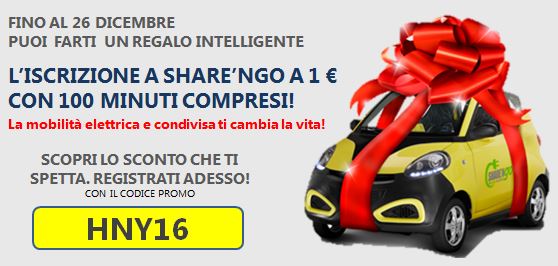 FINO AL 26 DICEMBRE
PUOI FARTI UN REGALO INTELLIGENTE
L'ISCRIZIONE A SHARE'NGO A 1 €
CON 100 MINUTI COMPRESI!
La mobilità elettrica e condivisa ti cambia la vita!
SCOPRI LO SCONTO CHE TI
SPETTA. REGISTRATI ADESSO!
CON IL CODICE PROMO
HNY16
SHARE'NGO